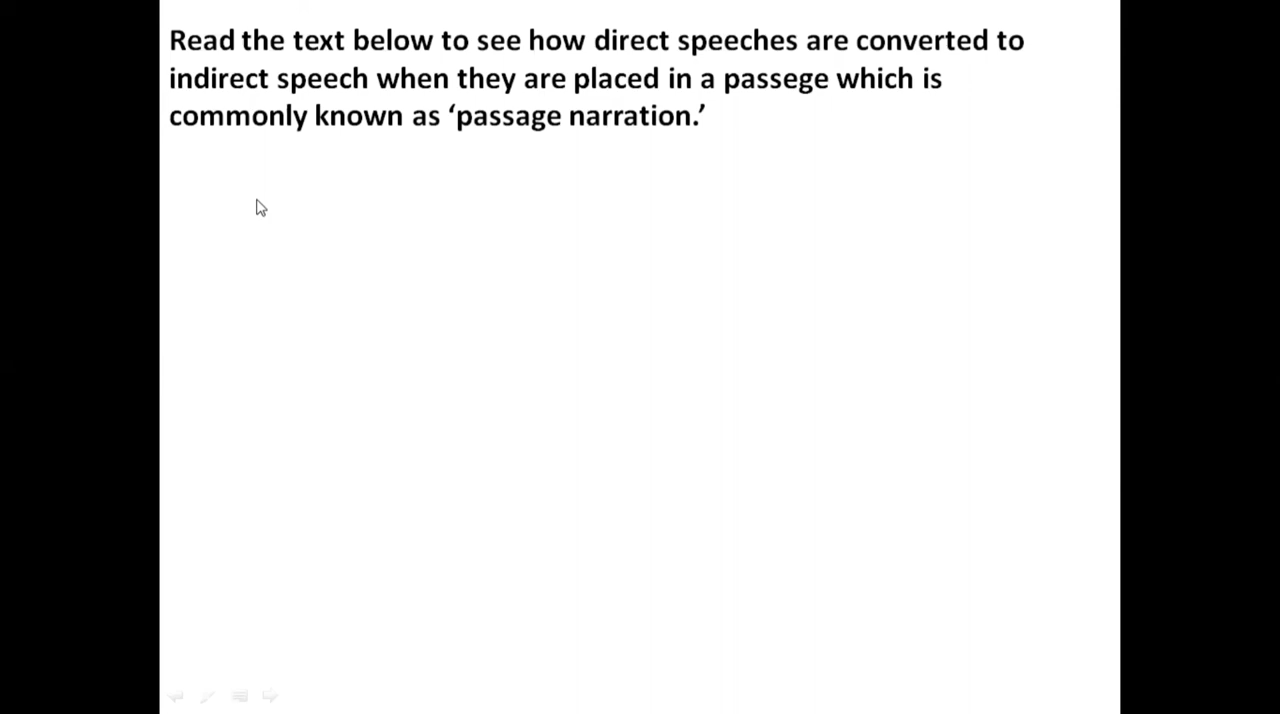 Read the text below to see how direct speeches are converted to
indirect speech when they are placed in a passege which is
commonly known as ‘passage narration.’